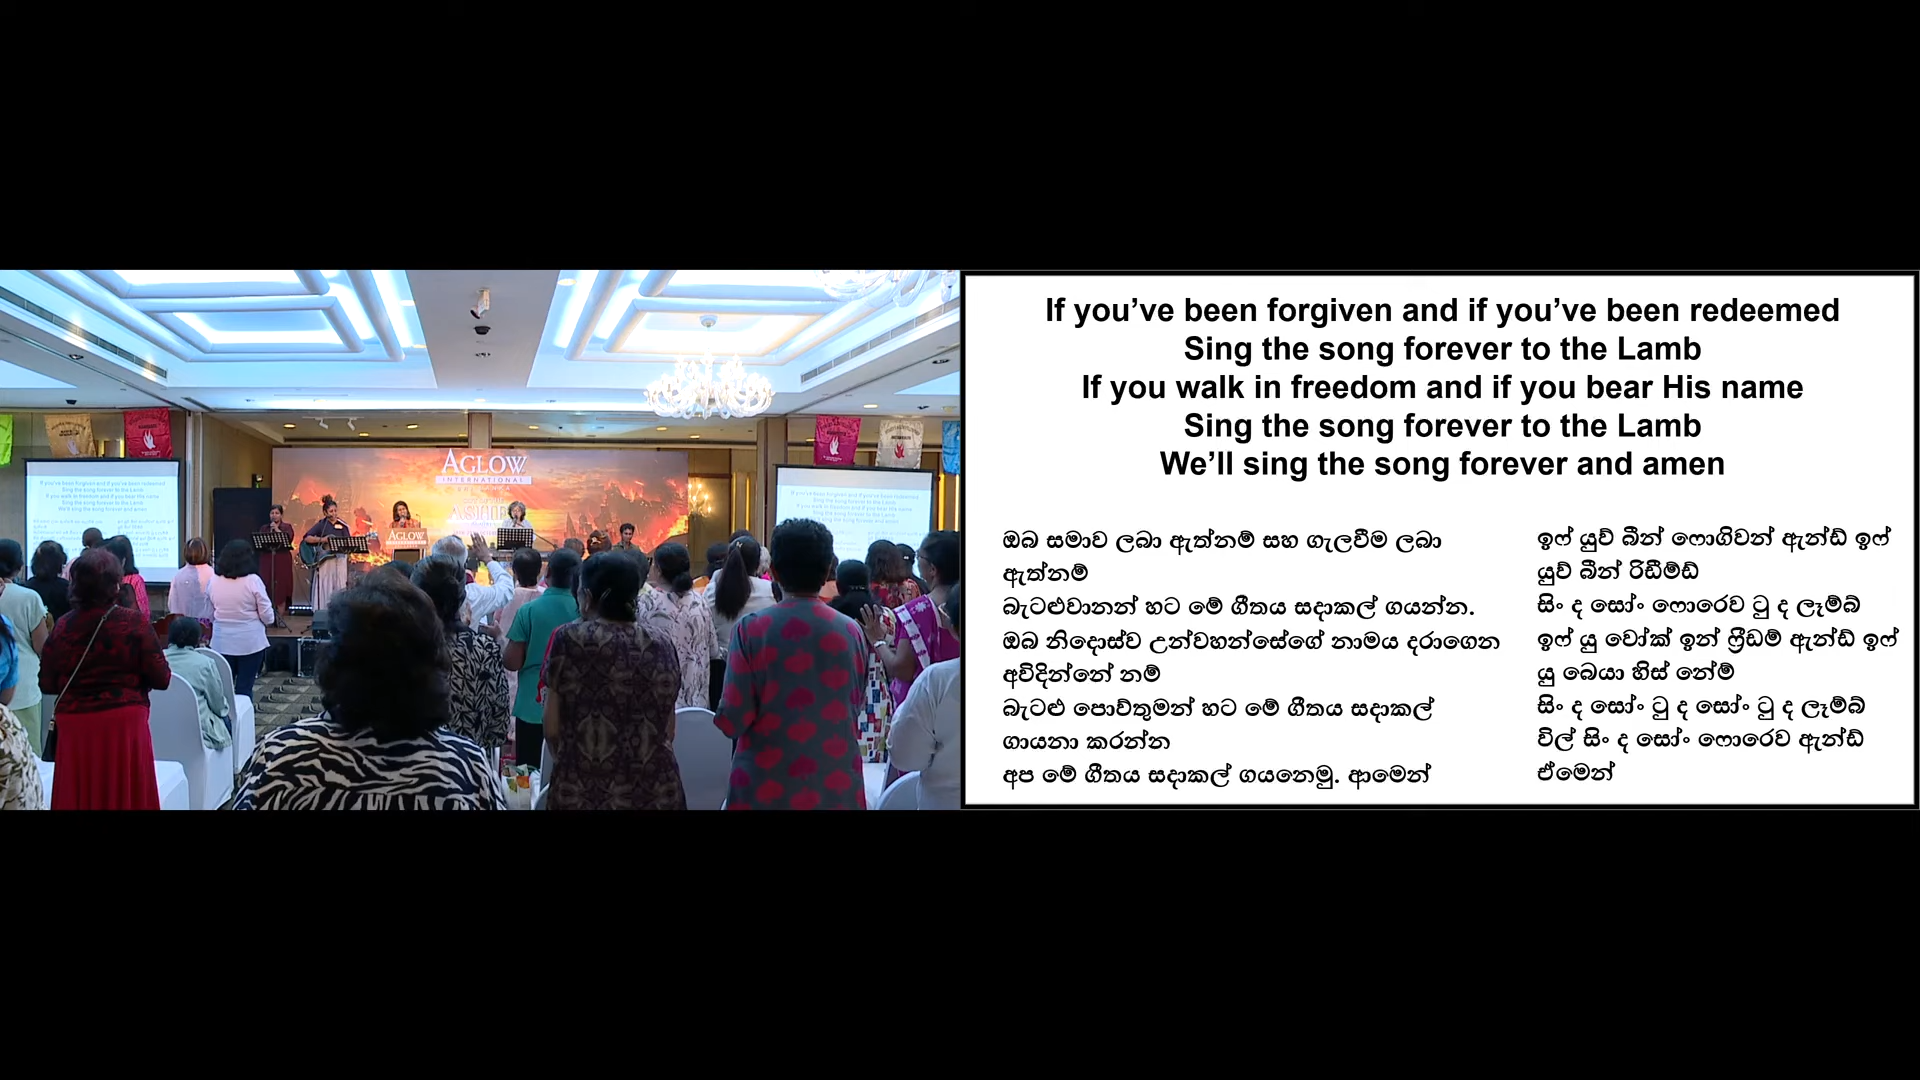 AGLOW
INTERNATIONAL
AGLOW
If you’ve been forgiven and if you’ve been redeemed
Sing the song forever to the Lamb
If you walk in freedom and if you bear His name
Sing the song forever to the Lamb
We’ll sing the song forever and amen
ඔබ සමාව ලබා ඇත්නම් සහ ගැලවීම ලබා
ඇත්නම්
බැටළුවානන් හට මේ ගීතය සදාකල් ගයන්න.
ඔබ නිදොස්ව උන්වහන්සේගේ නාමය දරාගෙන
අවිදින්නේ නම්
බැටළු පොව්තුමන් හට මේ ගීතය සදාකල්
ගායනා කරන්න
අප මේ ගීතය සදාකල් ගයනෙමු. ආමෙන්
ඉෆ් යුව් බීන් ෆොගිවන් ඇන්ඩ් ඉෆ්
යුව් බීන් රිඩීම්ඩ්
සිං ද සෝං ෆොරෙව ටු ද ලෑම්බ්
ඉෆ් යු වෝක් ඉන් ෆ්‍රීඩම් ඇන්ඩ් ඉෆ්
යු බෙයා හිස් නේම්
සිං ද සෝං ටු ද සෝං ටු ද ලෑම්බ්
විල් සිං ද සෝං ෆොරෙව ඇන්ඩ්
ඒමෙන්